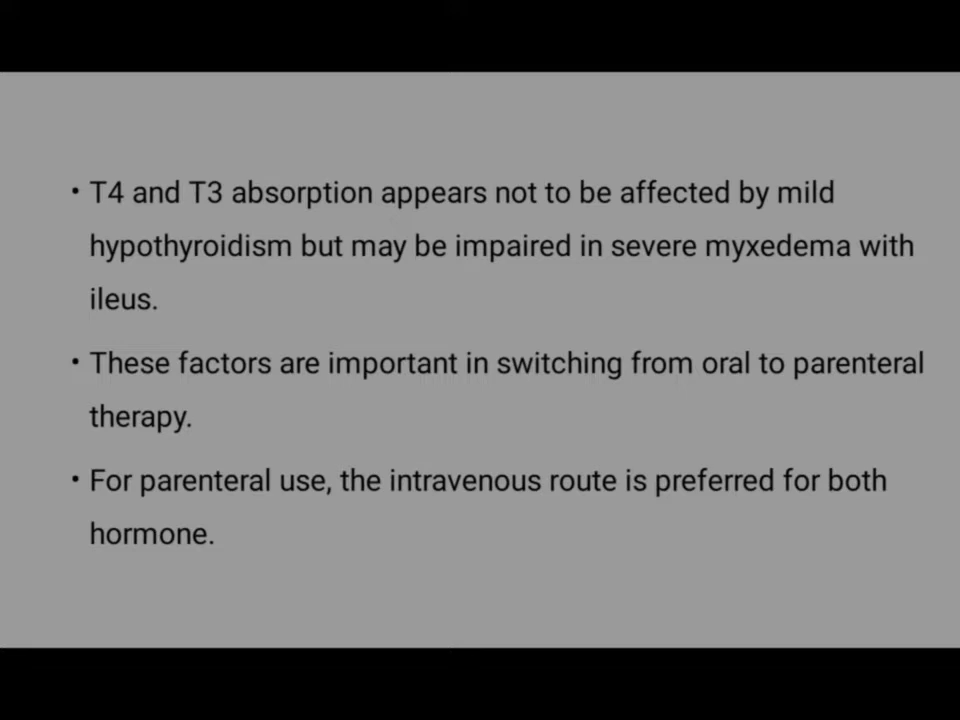 • T4 and T3 absorption appears not to be affected by mild
hypothyroidism but may be impaired in severe myxedema with
ileus.
• These factors are important in switching from oral to parenteral
therapy.
• For parenteral use, the intravenous route is preferred for both
hormone.